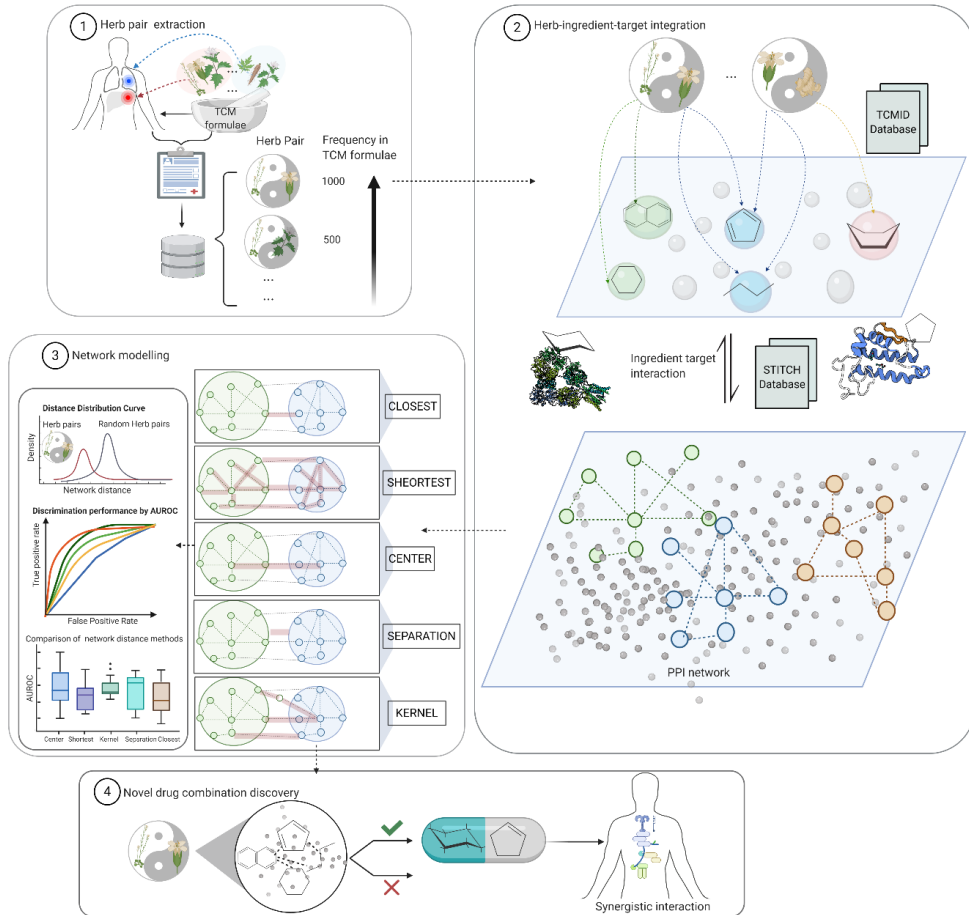 1
Herb pair extraction
TCM
formulae
Herb Pair
Frequency in
TCM formulae
1000
500
...
...
...
2
Herb-ingredient-target integration
...
TCMID
Database
Ingredient target
interaction
STITCH
Database
PPI network
3
Network modelling
Distance Distribution Curve
Herb pairs
Random Herb pairs
Density
Network distance
Discrimination performance by AUROC
True positive rate
False Positive Rate
Comparison of network distance methods
AUROC
Center
Shortest
Kernel
Separation
Closest
CLOSEST
SHEORTEST
CENTER
SEPARATION
KERNEL
4
Novel drug combination discovery
Synergistic interaction